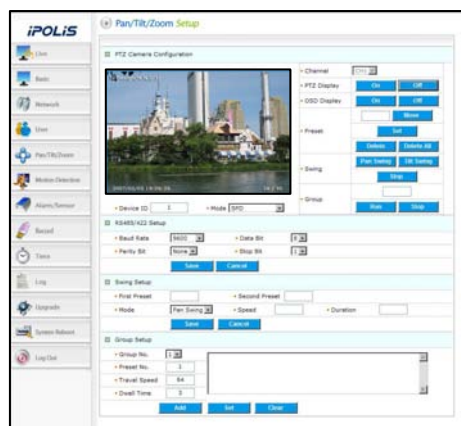 iPOLiS
Pan/Tilt/Zoom Setup
Live
Basic
Network
User
Pan/Tilt/Zoom
Motion Detection
Alarm/Sensor
Record
Time
Log
Upgrade
System Reboot
Log Out
PTZ Camera Configuration
Channel CH1
PTZ Display On Off
OSD Display On Off
Move
Preset Set
Delete Delete All
Pan Swing Tilt Swing
Swing
Stop
Group
Run Stop
Device ID 1 Mode SPD
RS485/422 Setup
Baud Rate 9600 Data Bit 8
Parity Bit None Stop Bit 1
Save Cancel
Swing Setup
First Preset Second Preset
Mode Pan Swing Speed Duration
Save Cancel
Group Setup
Group No. 1
Preset No. 1
Travel Speed 64
Dwell Time 3
Add Set Clear